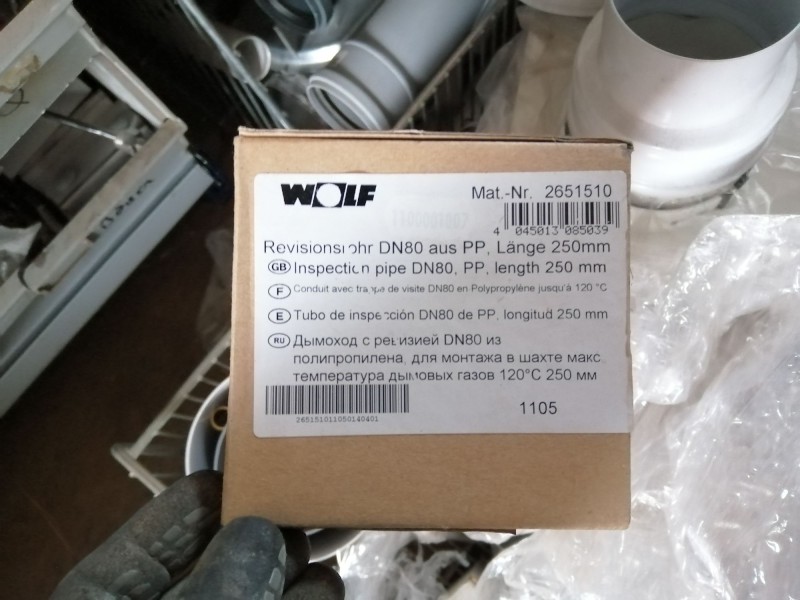 WOLF
Mat.-Nr. 2651510
4 045013 085039
Revisionsrohr DN80 aus PP, Länge 250mm
GB Inspection pipe DN80, PP, length 250 mm
F Conduit avec trappe de visite DN80 en Polypropylène jusqu'à 120 °C
E Tubo de inspección DN80 de PP, longitud 250 mm
RU Дымоход с ревизией DN80 из
полипропилена, для монтажа в шахте макс.
температура дымовых газов 120°C 250 мм
265151011050140401
1105